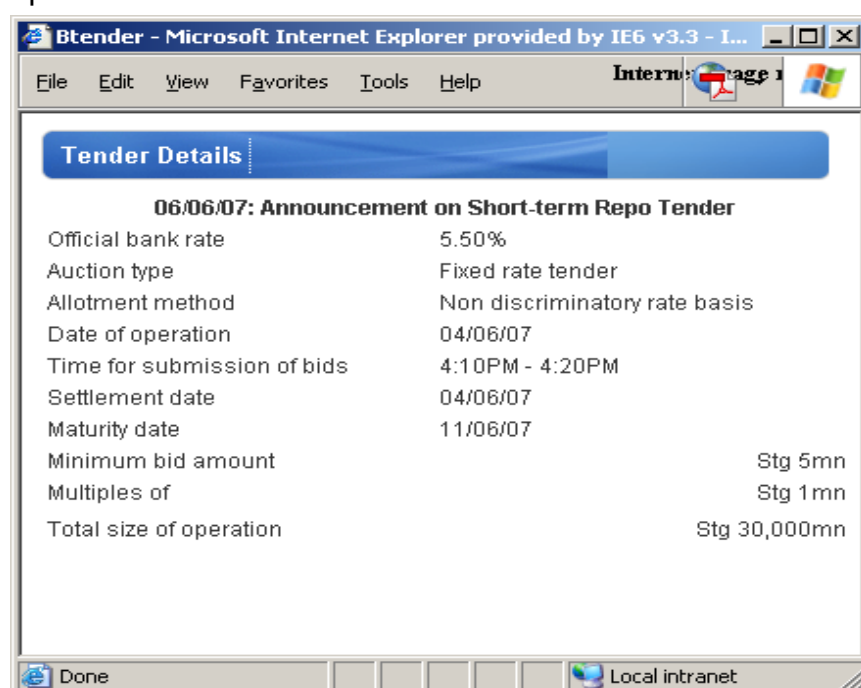 Btender - Microsoft Internet Explorer provided by IE6 v3.3 - I...
File Edit View Favorites Tools Help
Tender Details
06/06/07: Announcement on Short-term Repo Tender
Official bank rate 5.50%
Auction type Fixed rate tender
Allotment method Non discriminatory rate basis
Date of operation 04/06/07
Time for submission of bids 4:10PM - 4:20PM
Settlement date 04/06/07
Maturity date 11/06/07
Minimum bid amount Stg 5mn
Multiples of Stg 1mn
Total size of operation Stg 30,000mn
Done Local intranet